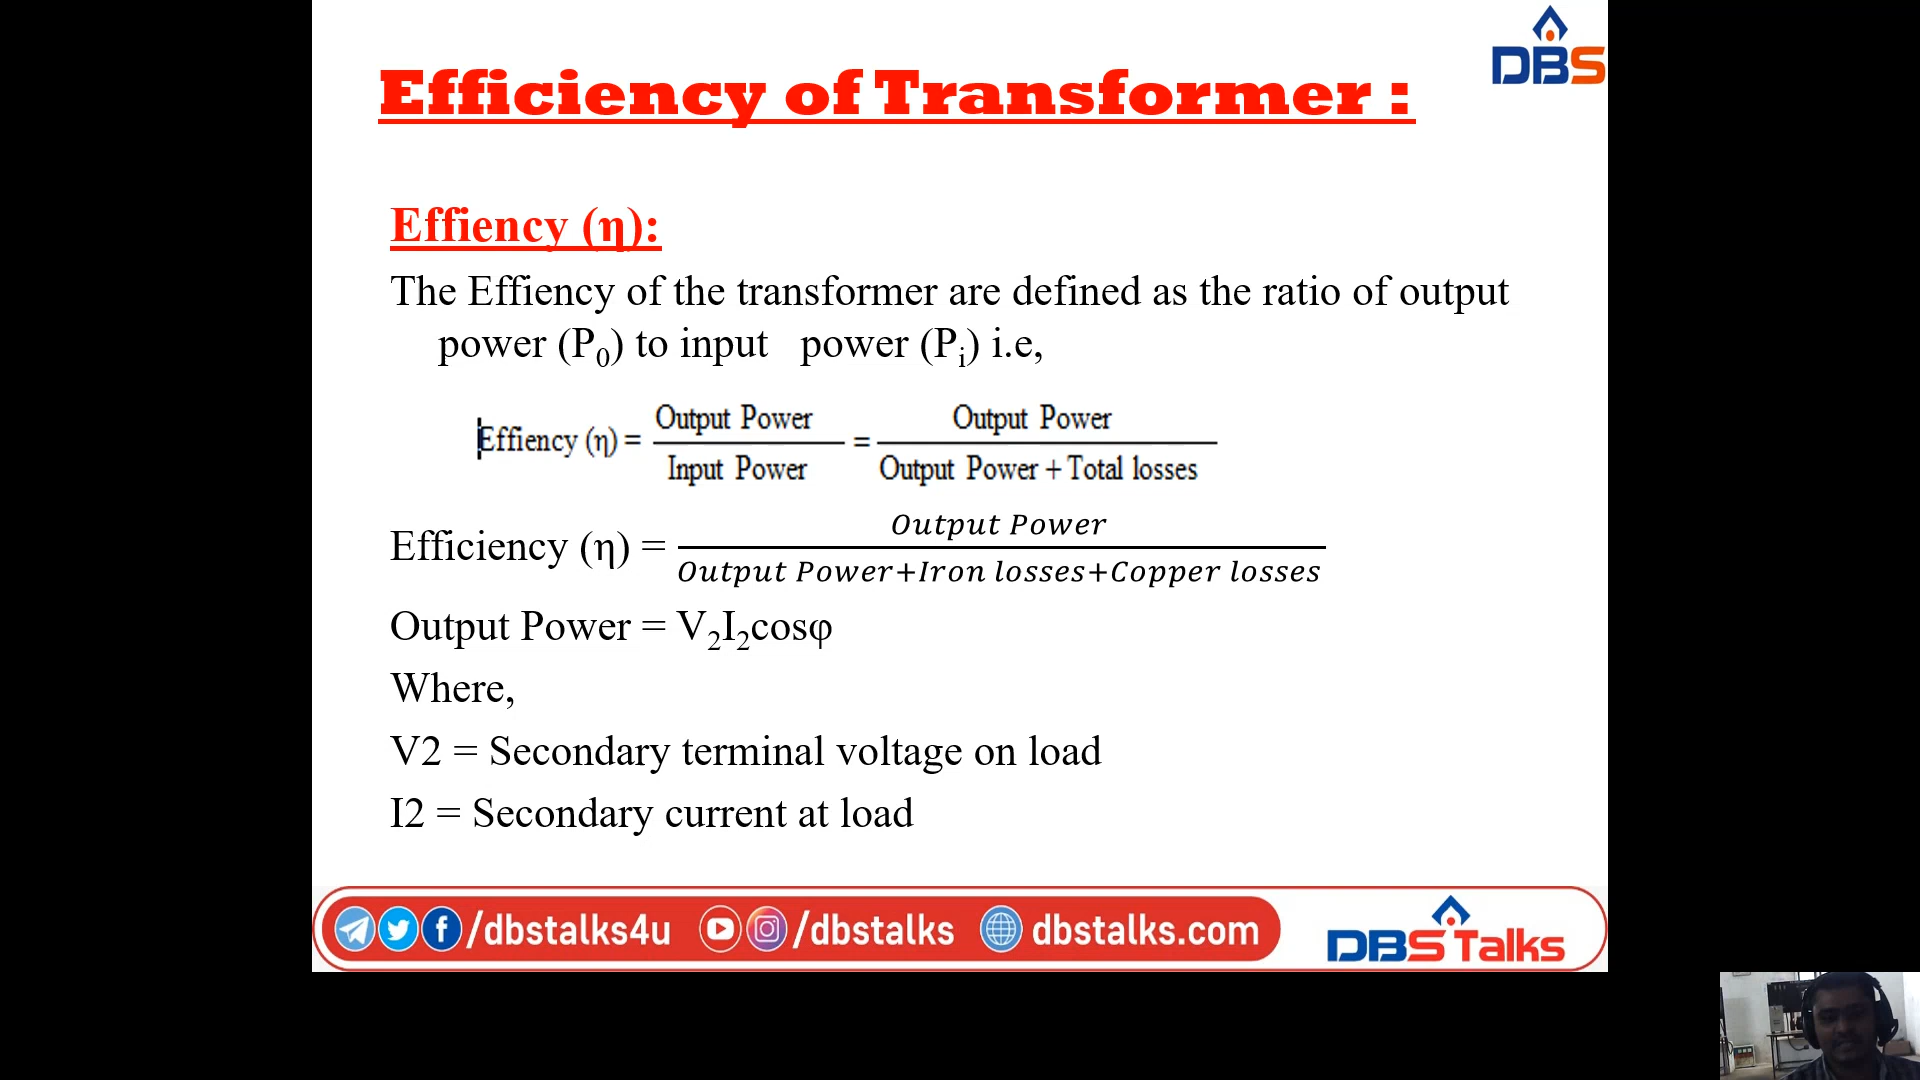 DBS
Efficiency of Transformer :
Effiency (η):
The Effiency of the transformer are defined as the ratio of output
power (P₀) to input power (Pᵢ) i.e,
Effiency (η) = Output Power / Input Power = Output Power / Output Power + Total losses
Efficiency (η) = Output Power / Output Power+Iron losses+Copper losses
Output Power = V₂I₂cosφ
Where,
V2 = Secondary terminal voltage on load
I2 = Secondary current at load
/dbstalks4u /dbstalks dbstalks.com DBS Talks